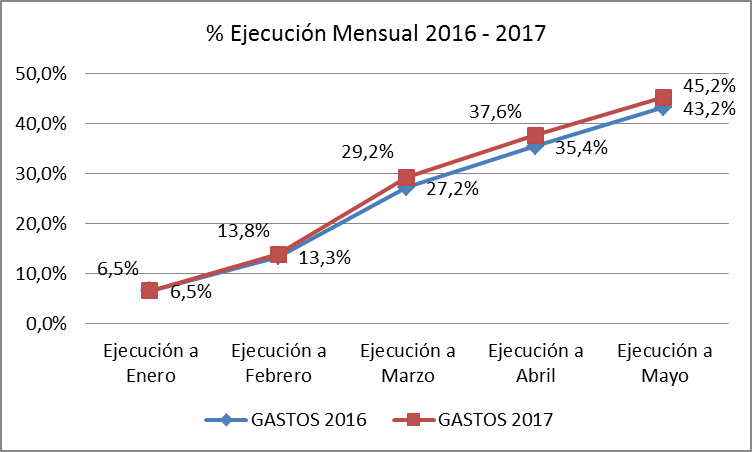 % Ejecución Mensual 2016 - 2017
50,0%
40,0%
30,0%
20,0%
10,0%
0,0%
6,5%
6,5%
13,8%
13,3%
29,2%
27,2%
37,6%
35,4%
45,2%
43,2%
Ejecución a
Enero
Ejecución a
Febrero
Ejecución a
Marzo
Ejecución a
Abril
Ejecución a
Mayo
GASTOS 2016
GASTOS 2017